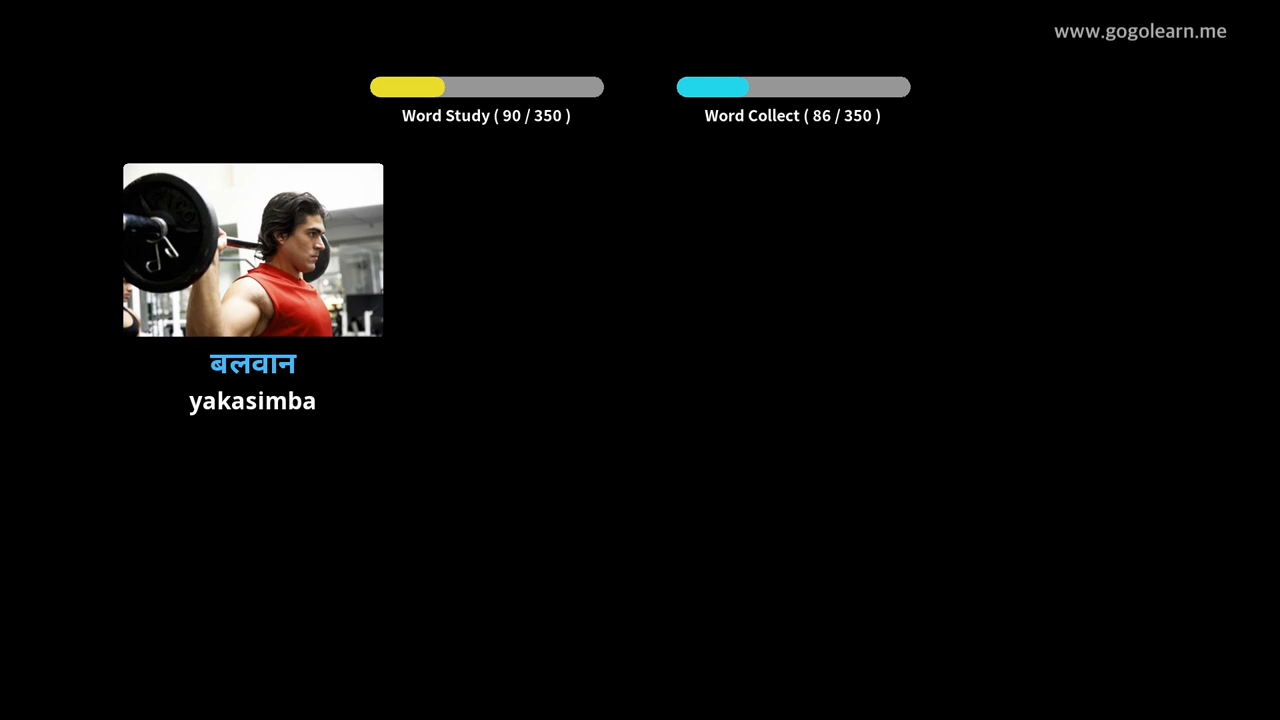 www.gogolearn.me
Word Study ( 90 / 350 )
Word Collect ( 86 / 350 )
बलवान
yakasimba